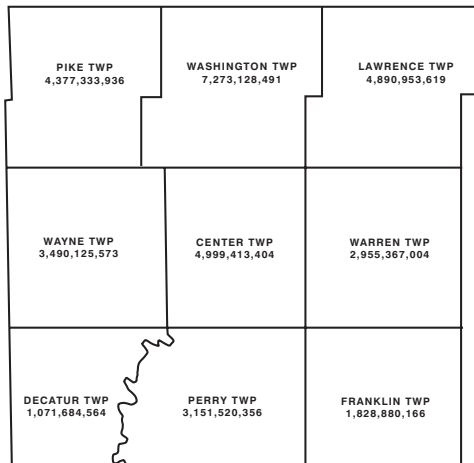 PIKE TWP
4,377,333,936
WASHINGTON TWP
7,273,128,491
LAWRENCE TWP
4,890,953,619
WAYNE TWP
3,490,125,573
CENTER TWP
4,999,413,404
WARREN TWP
2,955,367,004
DECATUR TWP
1,071,684,564
PERRY TWP
3,151,520,356
FRANKLIN TWP
1,828,880,166